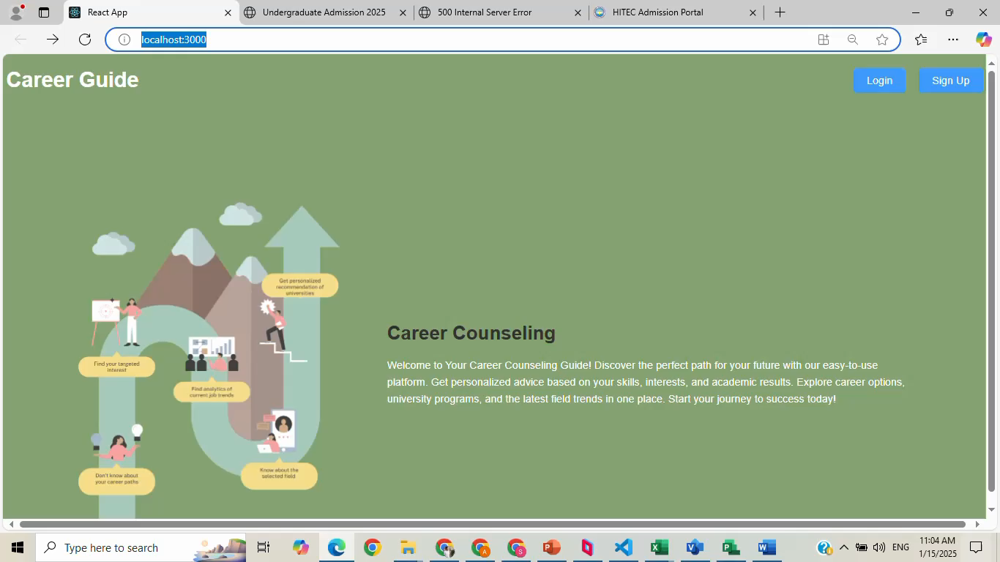 React App
Undergraduate Admission 2025
500 Internal Server Error
HITEC Admission Portal
localhost:3000
Career Guide
Login
Sign Up
Get personalized
recommendation of
universities
Find your targeted
interest
Find analytics of
current job trends
Don't know about
your career paths
Know about the
selected field
Career Counseling
Welcome to Your Career Counseling Guide! Discover the perfect path for your future with our easy-to-use
platform. Get personalized advice based on your skills, interests, and academic results. Explore career options,
university programs, and the latest field trends in one place. Start your journey to success today!
Type here to search
ENG
11:04 AM
1/15/2025